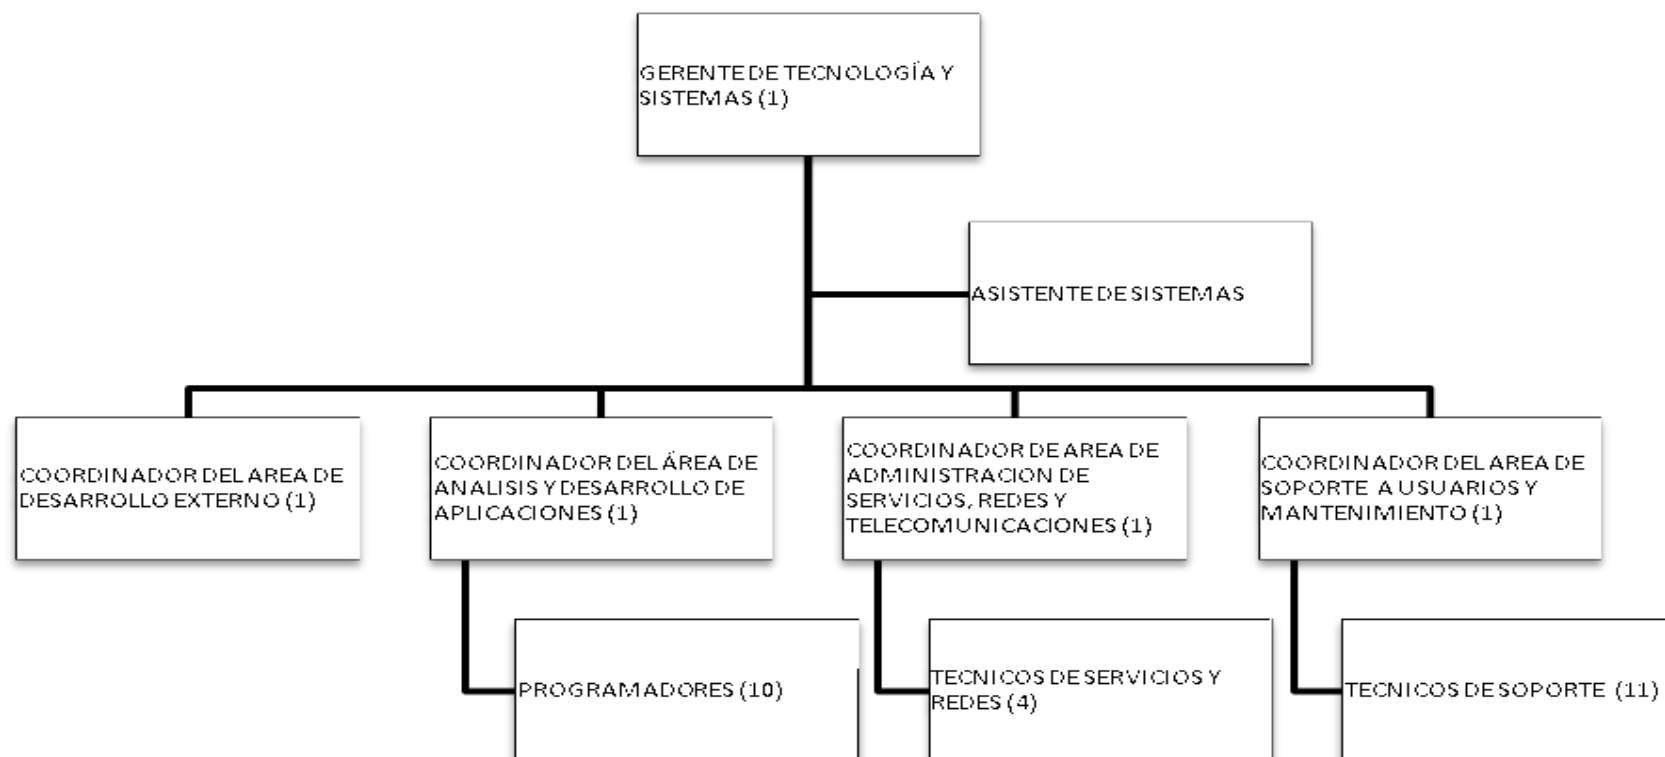 GERENTE DE TECNOLOGÍA Y
SISTEMAS (1)
ASISTENTE DE SISTEMAS
COORDINADOR DEL AREA DE
DESARROLLO EXTERNO (1)
COORDINADOR DEL ÁREA DE
ANALISIS Y DESARROLLO DE
APLICACIONES (1)
COORDINADOR DE AREA DE
ADMINISTRACION DE
SERVICIOS, REDES Y
TELECOMUNICACIONES (1)
COORDINADOR DEL AREA DE
SOPORTE A USUARIOS Y
MANTENIMIENTO (1)
PROGRAMADORES (10)
TECNICOS DE SERVICIOS Y
REDES (4)
TECNICOS DE SOPORTE (11)